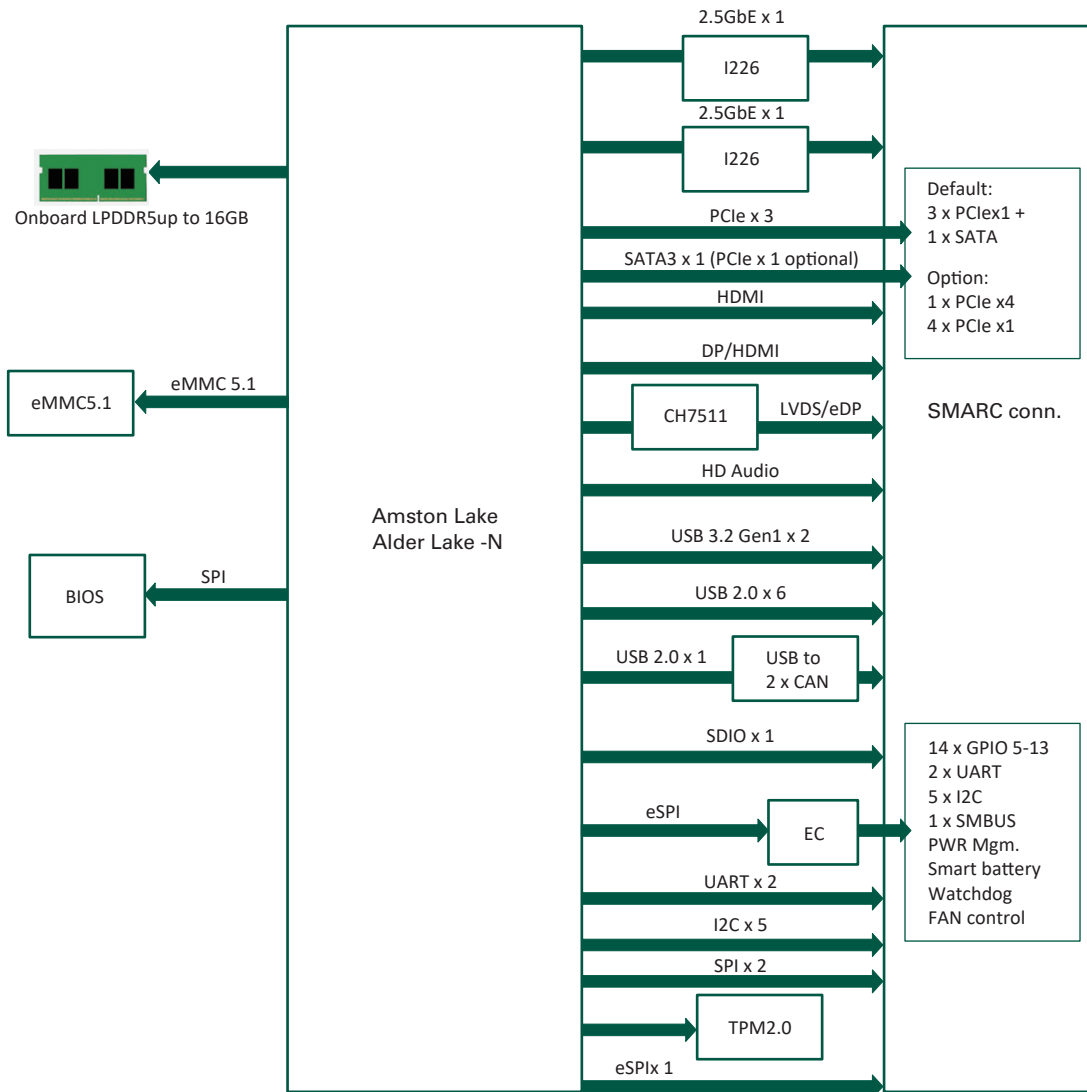 2.5GbE x 1
I226
2.5GbE x 1
I226
Onboard LPDDR5up to 16GB
PCIe x 3
SATA3 x 1 (PCIe x 1 optional)
Default:
3 x PCIex1 +
1 x SATA
Option:
1 x PCIe x4
4 x PCIe x1
HDMI
DP/HDMI
eMMC 5.1
eMMC5.1
CH7511
LVDS/eDP
SMARC conn.
HD Audio
Amston Lake
Alder Lake -N
USB 3.2 Gen1 x 2
SPI
BIOS
USB 2.0 x 6
USB 2.0 x 1
USB to
2 x CAN
SDIO x 1
eSPI
EC
14 x GPIO 5-13
2 x UART
5 x I2C
1 x SMBUS
PWR Mgm.
Smart battery
Watchdog
FAN control
UART x 2
I2C x 5
SPI x 2
TPM2.0
eSPIx 1